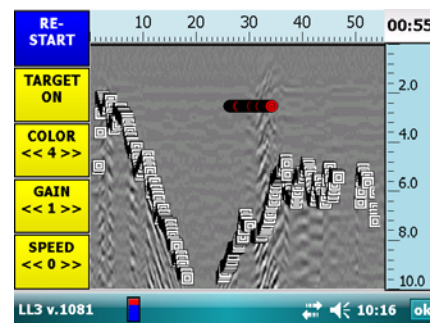 RE-
START
10 20 30 40 50
00:55
TARGET
ON
2.0
COLOR
<< 4 >>
4.0
GAIN
<< 1 >>
6.0
SPEED
<< 0 >>
8.0
10.0
LL3 v.1081
10:16
ok